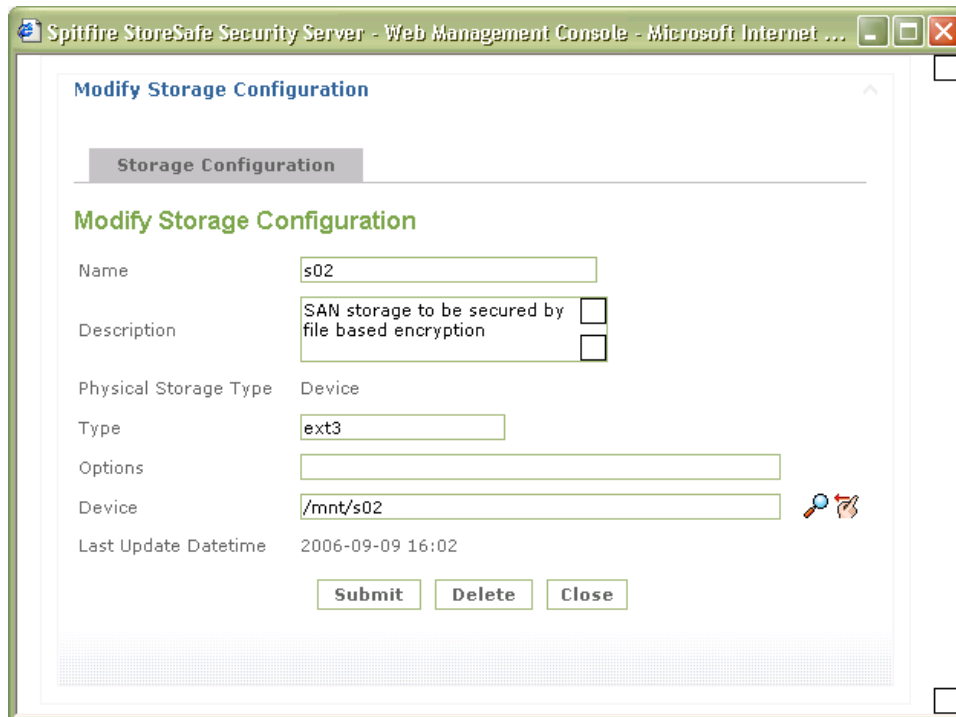 Spitfire StoreSafe Security Server - Web Management Console - Microsoft Internet ...
Modify Storage Configuration
Storage Configuration
Modify Storage Configuration
Name s02
Description SAN storage to be secured by
file based encryption
Physical Storage Type Device
Type ext3
Options
Device /mnt/s02
Last Update Datetime 2006-09-09 16:02
Submit Delete Close